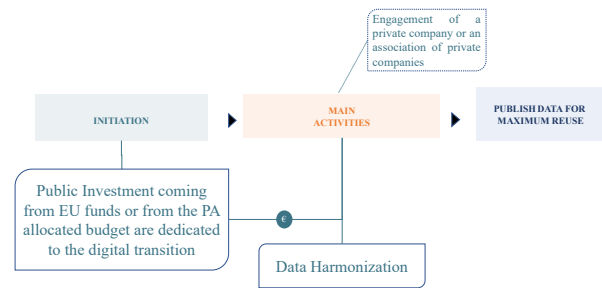 Engagement of a
private company or an
association of private
companies
INITIATION
MAIN
ACTIVITIES
PUBLISH DATA FOR
MAXIMUM REUSE
Public Investment coming
from EU funds or from the PA
allocated budget are dedicated
to the digital transition
€
Data Harmonization